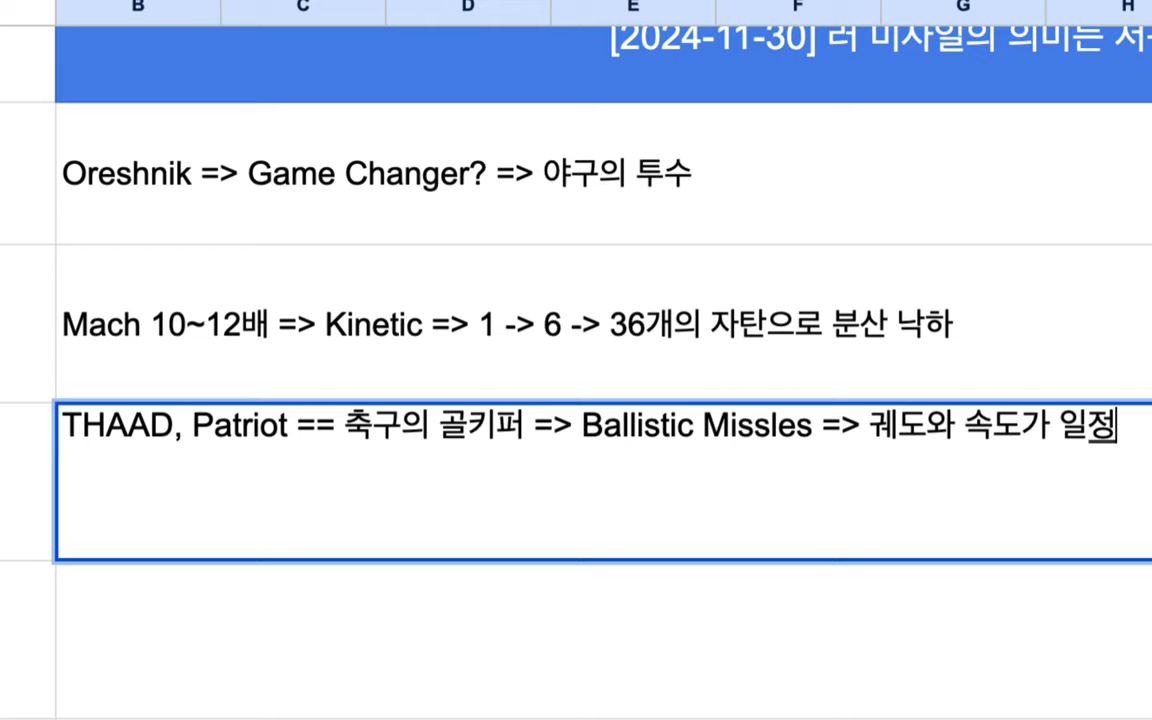 B C D E F G H
[2024-11-30] 러 미사일의 의미는 서
Oreshnik => Game Changer? => 야구의 투수
Mach 10~12배 => Kinetic => 1 -> 6 -> 36개의 자탄으로 분산 낙하
THAAD, Patriot == 축구의 골키퍼 => Ballistic Missles => 궤도와 속도가 일정